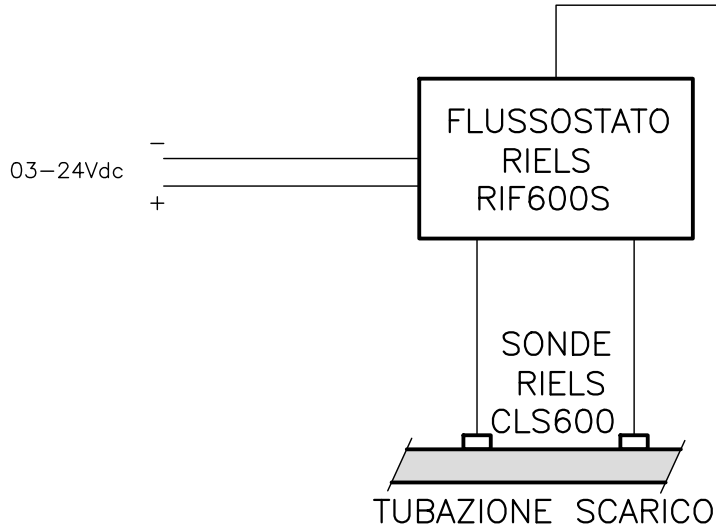 FLUSSOSTATO
RIELS
RIF600S
−
03−24Vdc
+
SONDE
RIELS
CLS600
TUBAZIONE SCARICO